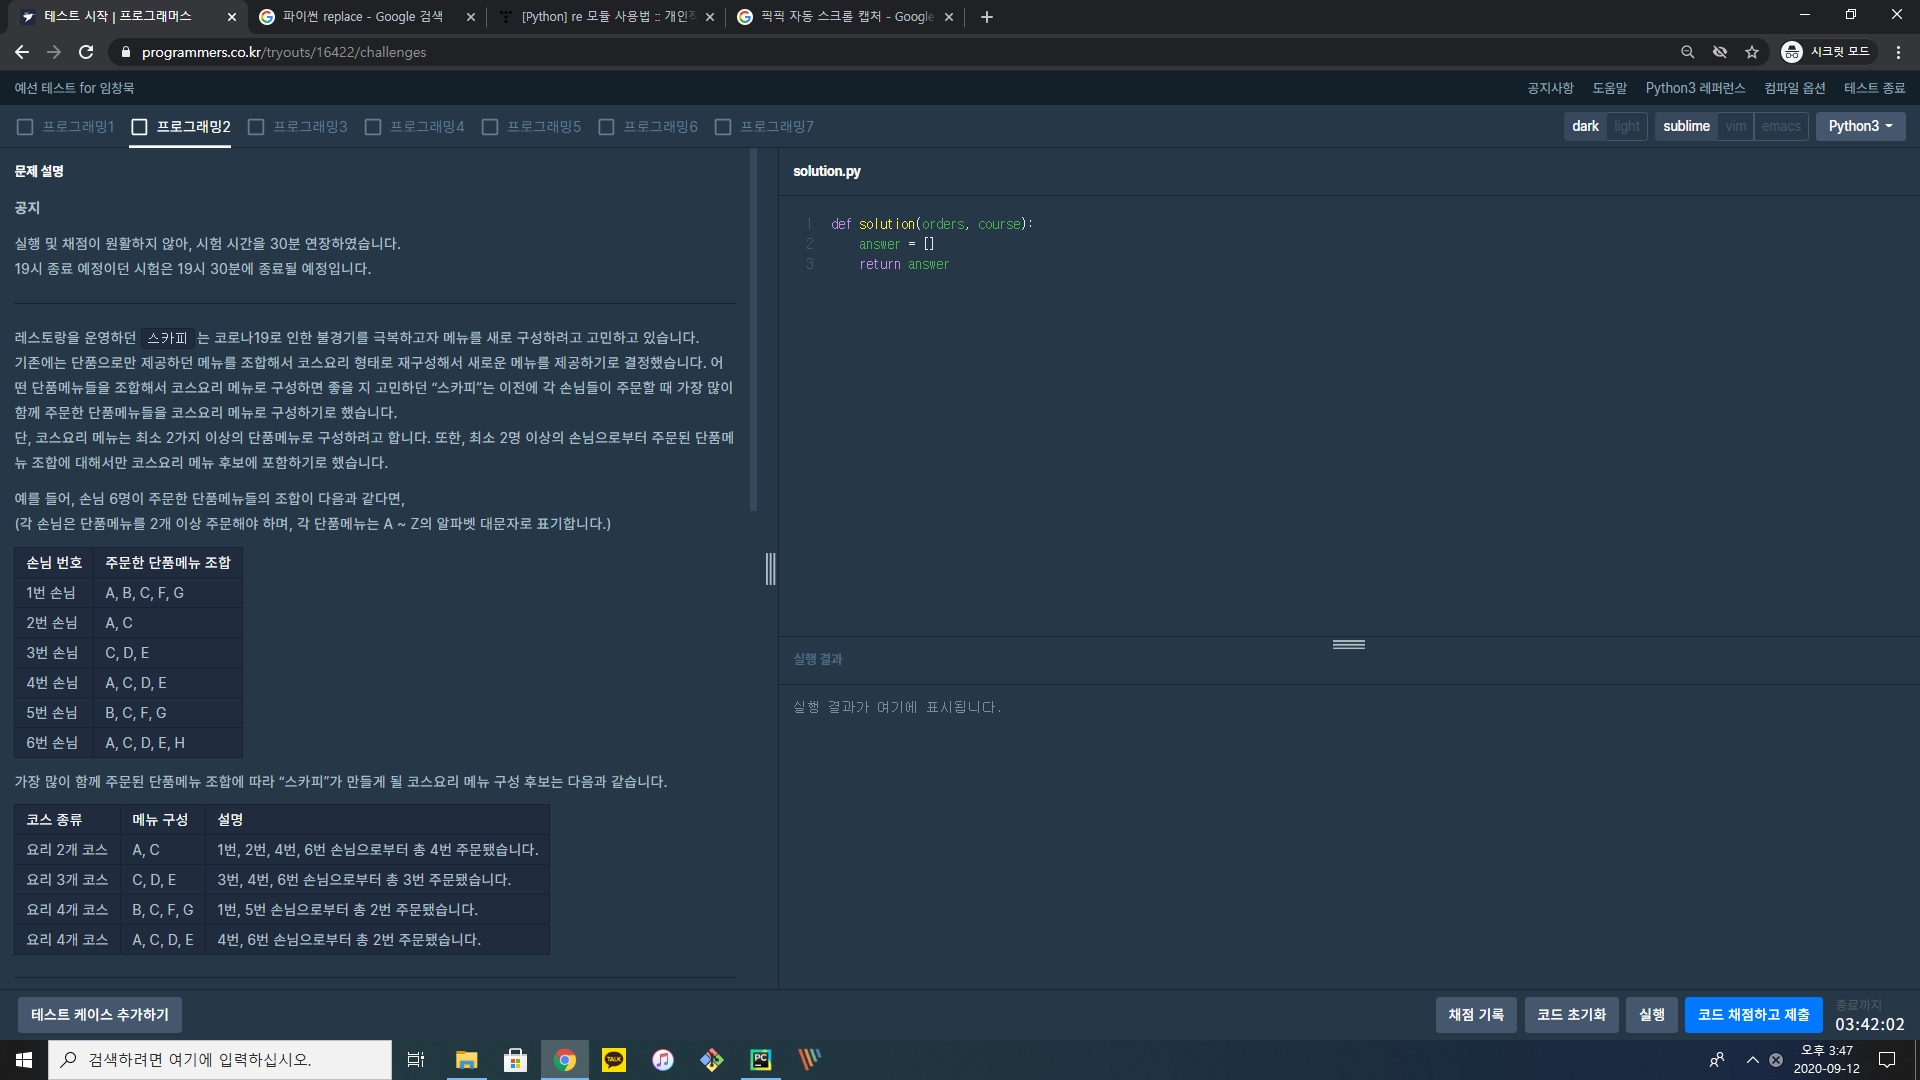 테스트 시작 | 프로그래머스
파이썬 replace - Google 검색
[Python] re 모듈 사용법 :: 개인적
픽픽 자동 스크롤 캡처 - Google
programmers.co.kr/tryouts/16422/challenges
시크릿 모드
예선 테스트 for 임창묵
공지사항 도움말 Python3 레퍼런스 컴파일 옵션 테스트 종료
프로그래밍1 프로그래밍2 프로그래밍3 프로그래밍4 프로그래밍5 프로그래밍6 프로그래밍7
dark light sublime vim emacs Python3
문제 설명
공지
실행 및 채점이 원활하지 않아, 시험 시간을 30분 연장하였습니다.
19시 종료 예정이던 시험은 19시 30분에 종료될 예정입니다.
레스토랑을 운영하던 스카피 는 코로나19로 인한 불경기를 극복하고자 메뉴를 새로 구성하려고 고민하고 있습니다.
기존에는 단품으로만 제공하던 메뉴를 조합해서 코스요리 형태로 재구성해서 새로운 메뉴를 제공하기로 결정했습니다. 어
떤 단품메뉴들을 조합해서 코스요리 메뉴로 구성하면 좋을 지 고민하던 “스카피”는 이전에 각 손님들이 주문할 때 가장 많이
함께 주문한 단품메뉴들을 코스요리 메뉴로 구성하기로 했습니다.
단, 코스요리 메뉴는 최소 2가지 이상의 단품메뉴로 구성하려고 합니다. 또한, 최소 2명 이상의 손님으로부터 주문된 단품메
뉴 조합에 대해서만 코스요리 메뉴 후보에 포함하기로 했습니다.
예를 들어, 손님 6명이 주문한 단품메뉴들의 조합이 다음과 같다면,
(각 손님은 단품메뉴를 2개 이상 주문해야 하며, 각 단품메뉴는 A ~ Z의 알파벳 대문자로 표기합니다.)
손님 번호 주문한 단품메뉴 조합
1번 손님 A, B, C, F, G
2번 손님 A, C
3번 손님 C, D, E
4번 손님 A, C, D, E
5번 손님 B, C, F, G
6번 손님 A, C, D, E, H
가장 많이 함께 주문된 단품메뉴 조합에 따라 “스카피”가 만들게 될 코스요리 메뉴 구성 후보는 다음과 같습니다.
코스 종류 메뉴 구성 설명
요리 2개 코스 A, C 1번, 2번, 4번, 6번 손님으로부터 총 4번 주문됐습니다.
요리 3개 코스 C, D, E 3번, 4번, 6번 손님으로부터 총 3번 주문됐습니다.
요리 4개 코스 B, C, F, G 1번, 5번 손님으로부터 총 2번 주문됐습니다.
요리 4개 코스 A, C, D, E 4번, 6번 손님으로부터 총 2번 주문됐습니다.
solution.py
1 def solution(orders, course):
2 answer = []
3 return answer
실행 결과
실행 결과가 여기에 표시됩니다.
테스트 케이스 추가하기
채점 기록 코드 초기화 실행 코드 채점하고 제출
종료까지
03:42:02
검색하려면 여기에 입력하십시오.
TALK
PC
오후 3:47
2020-09-12